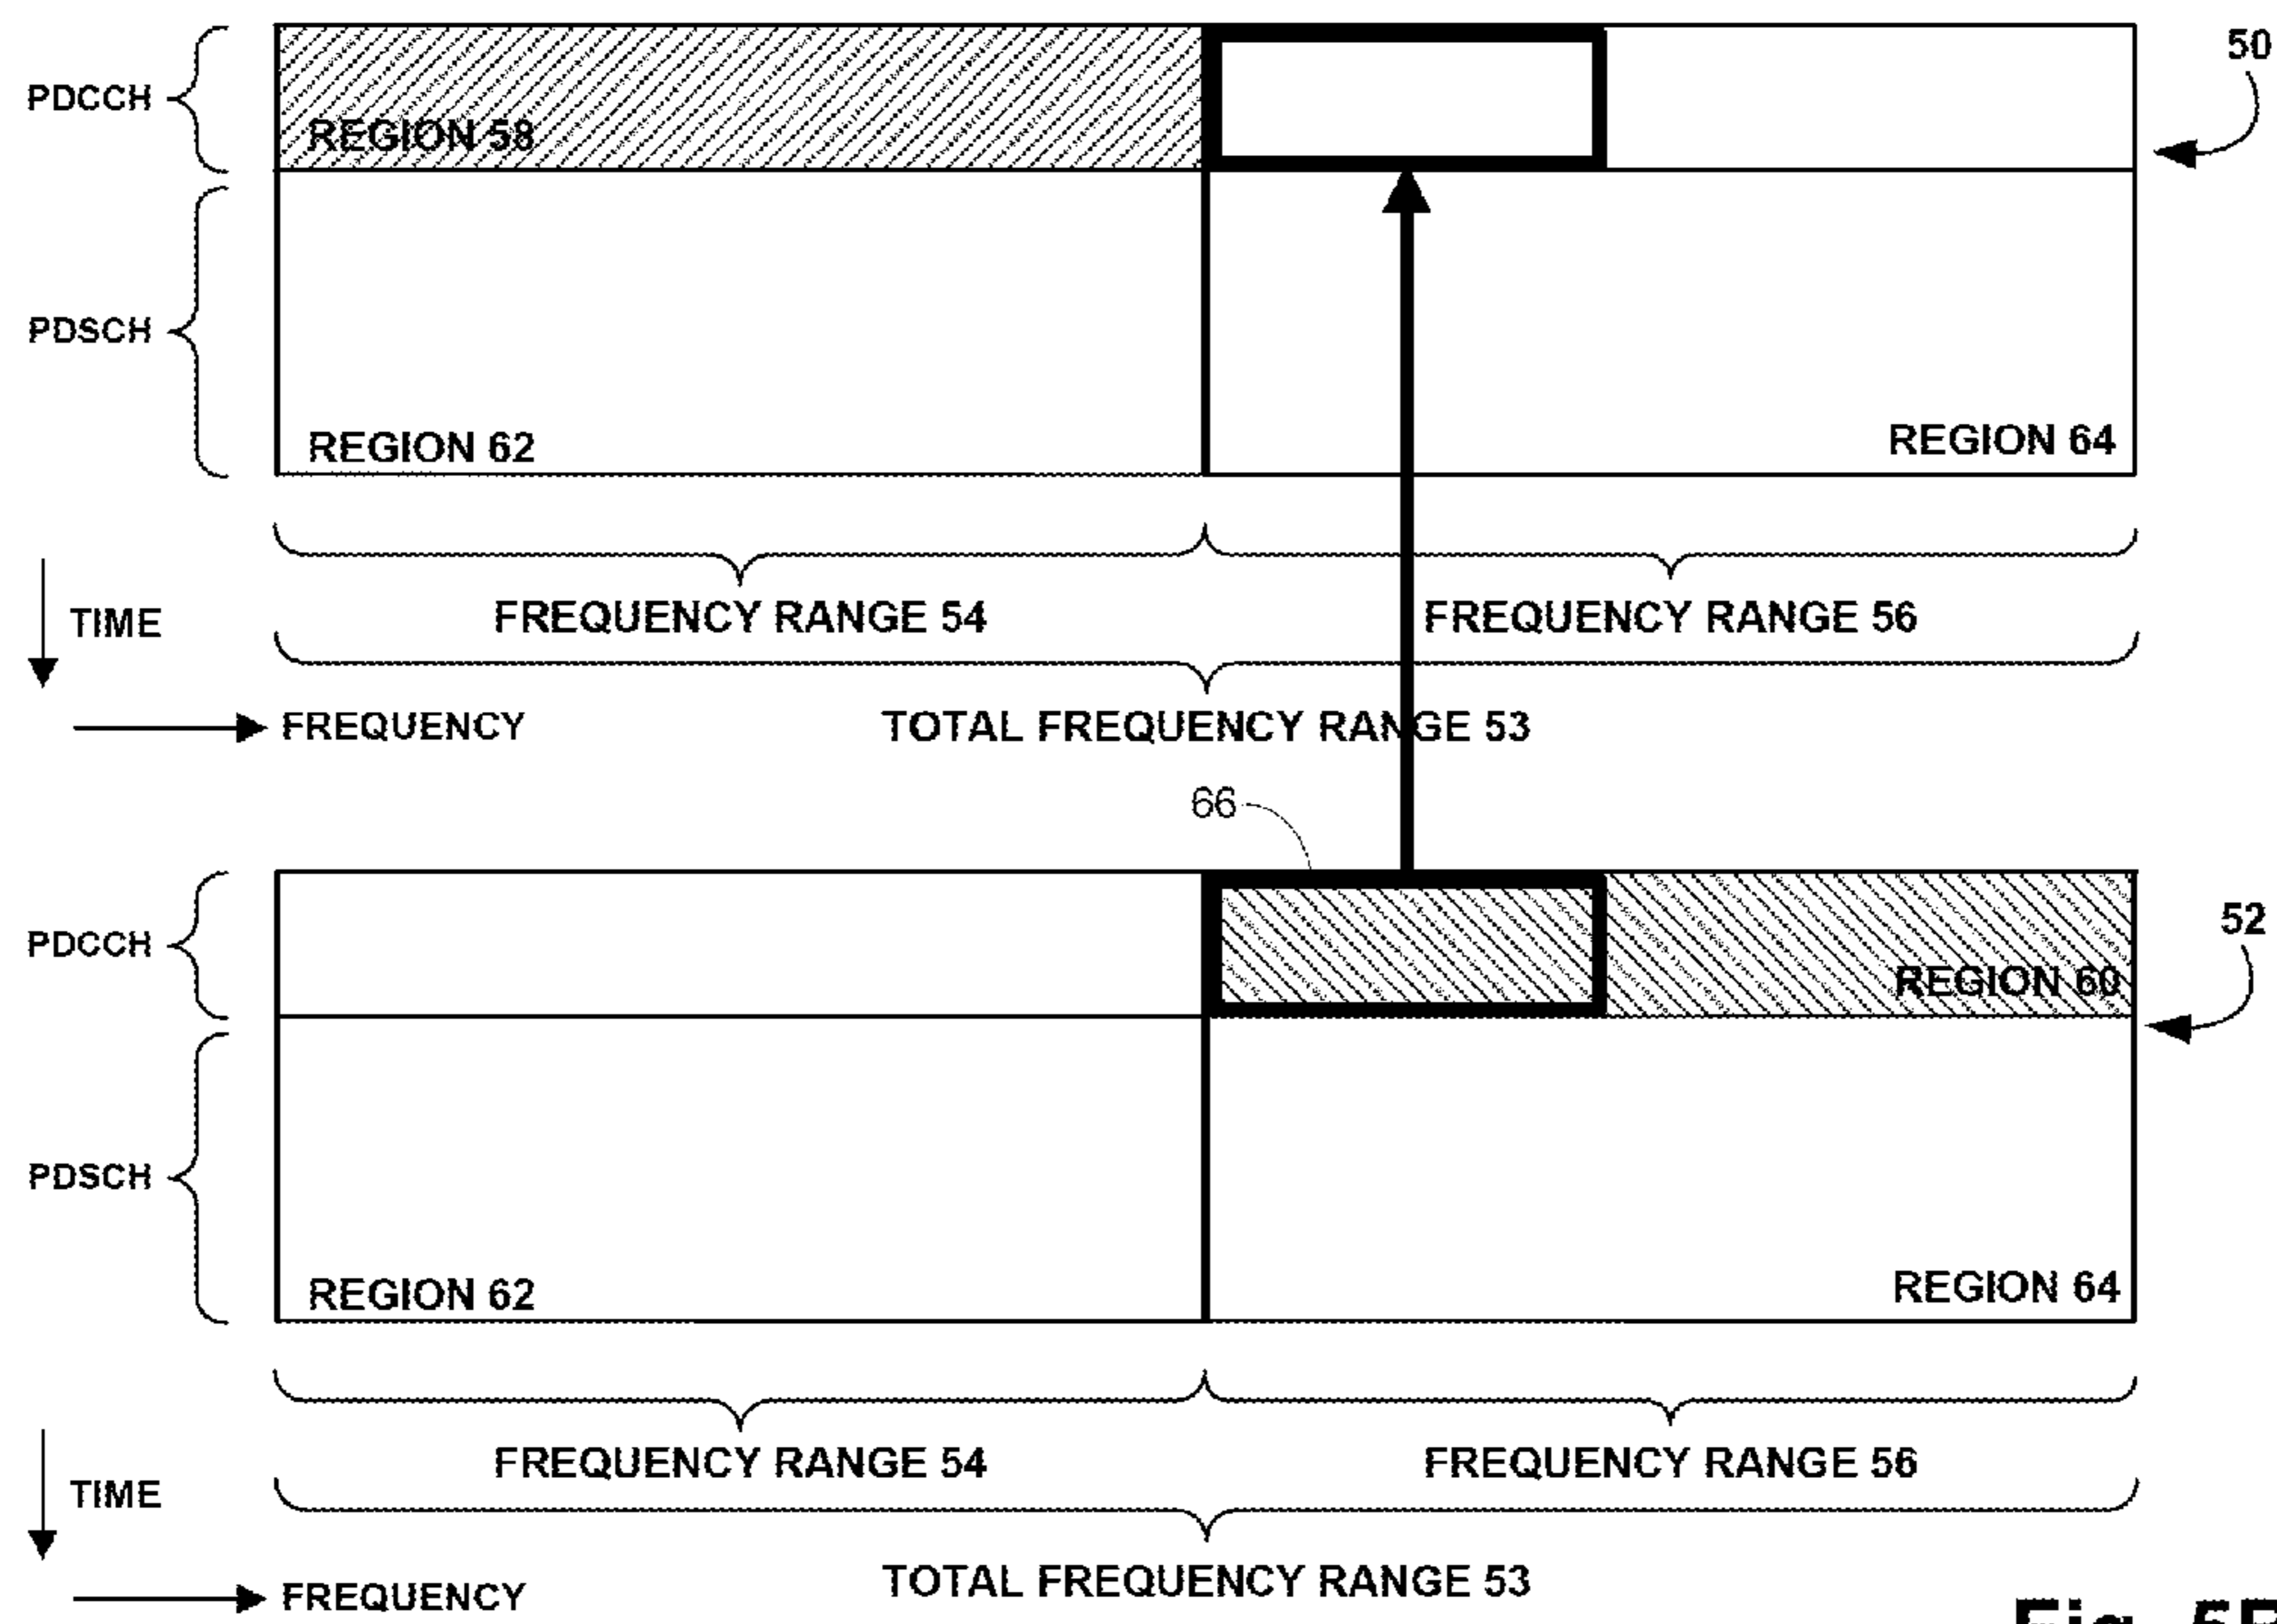 50
PDCCH
REGION 58
PDSCH
REGION 62
REGION 64
FREQUENCY RANGE 54
FREQUENCY RANGE 56
TIME
FREQUENCY
TOTAL FREQUENCY RANGE 53
66
52
PDCCH
REGION 60
PDSCH
REGION 62
REGION 64
FREQUENCY RANGE 54
FREQUENCY RANGE 56
TIME
TOTAL FREQUENCY RANGE 53
FREQUENCY